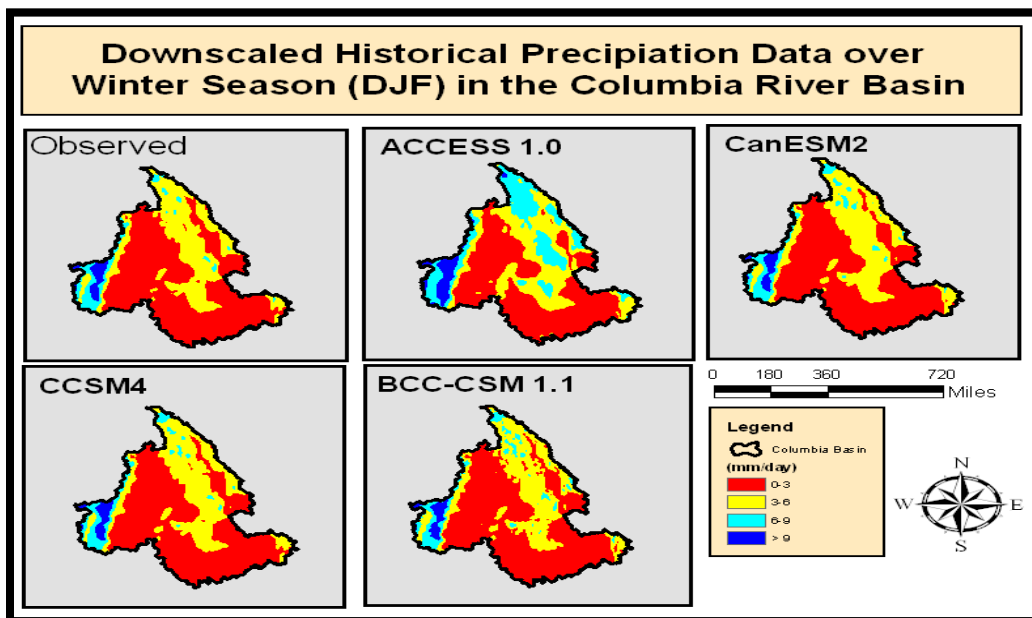 Downscaled Historical Precipiation Data over
Winter Season (DJF) in the Columbia River Basin
Observed
ACCESS 1.0
CanESM2
CCSM4
BCC-CSM 1.1
0 180 360 720
Miles
Legend
Columbia Basin
(mm/day)
0-3
3-6
6-9
> 9
N
W E
S